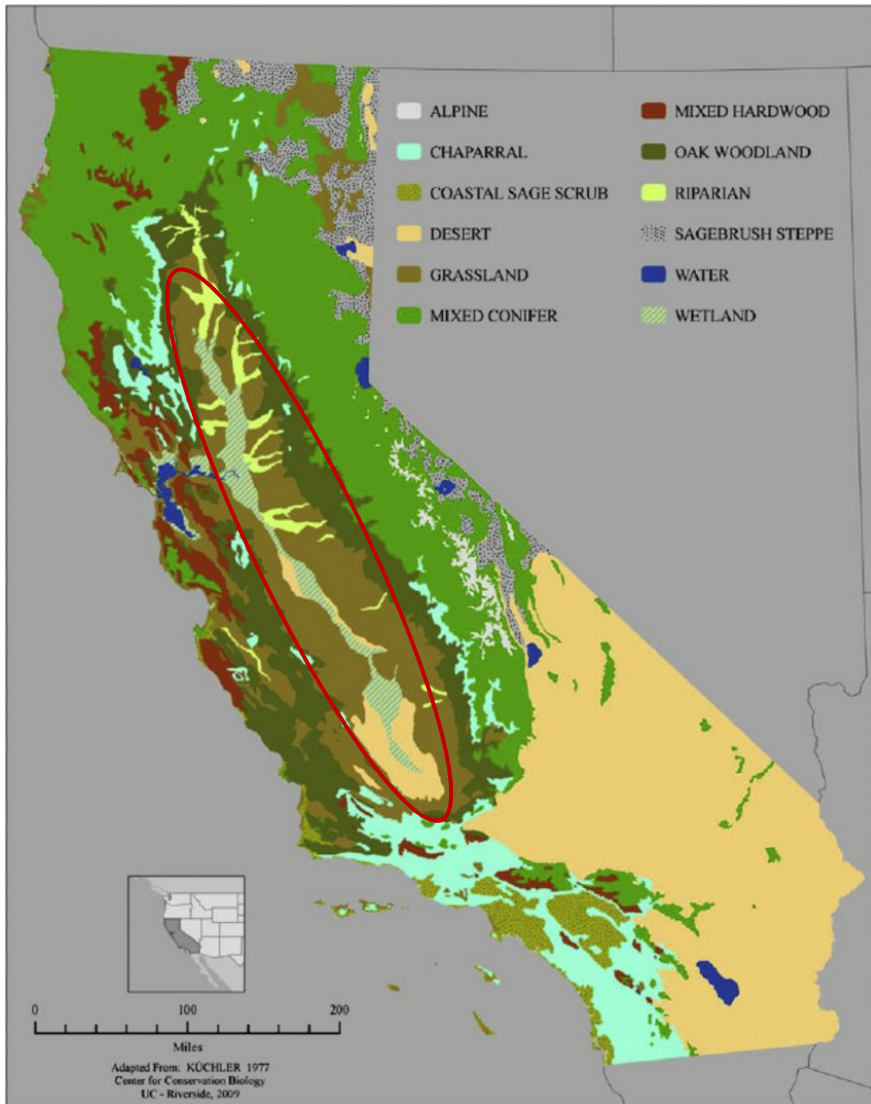 ALPINE
CHAPARRAL
COASTAL SAGE SCRUB
DESERT
GRASSLAND
MIXED CONIFER
MIXED HARDWOOD
OAK WOODLAND
RIPARIAN
SAGEBRUSH STEPPE
WATER
WETLAND
0 100 200
Miles
Adapted From: KÜCHLER 1977
Center for Conservation Biology
UC - Riverside, 2009